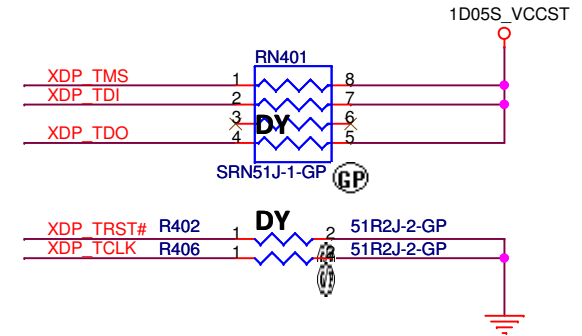 1D05S_VCCST
RN401
XDP_TMS 1 8
XDP_TDI 2 7
3 DY 6
XDP_TDO 4 5
SRN51J-1-GP GP
DY
XDP_TRST# R402 1 2 51R2J-2-GP
XDP_TCLK R406 1 51R2J-2-GP